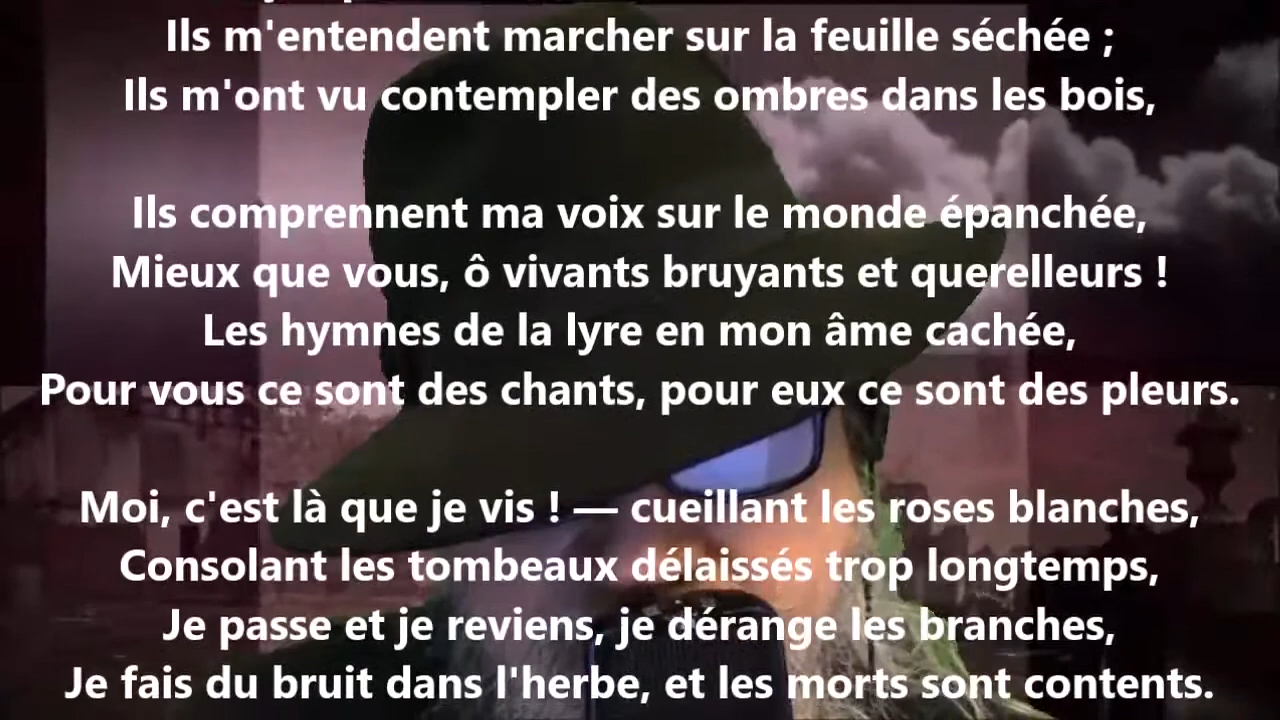 Ils m'entendent marcher sur la feuille séchée ;
Ils m'ont vu contempler des ombres dans les bois,
Ils comprennent ma voix sur le monde épanchée,
Mieux que vous, ô vivants bruyants et querelleurs !
Les hymnes de la lyre en mon âme cachée,
Pour vous ce sont des chants, pour eux ce sont des pleurs.
Moi, c'est là que je vis ! — cueillant les roses blanches,
Consolant les tombeaux délaissés trop longtemps,
Je passe et je reviens, je dérange les branches,
Je fais du bruit dans l'herbe, et les morts sont contents.